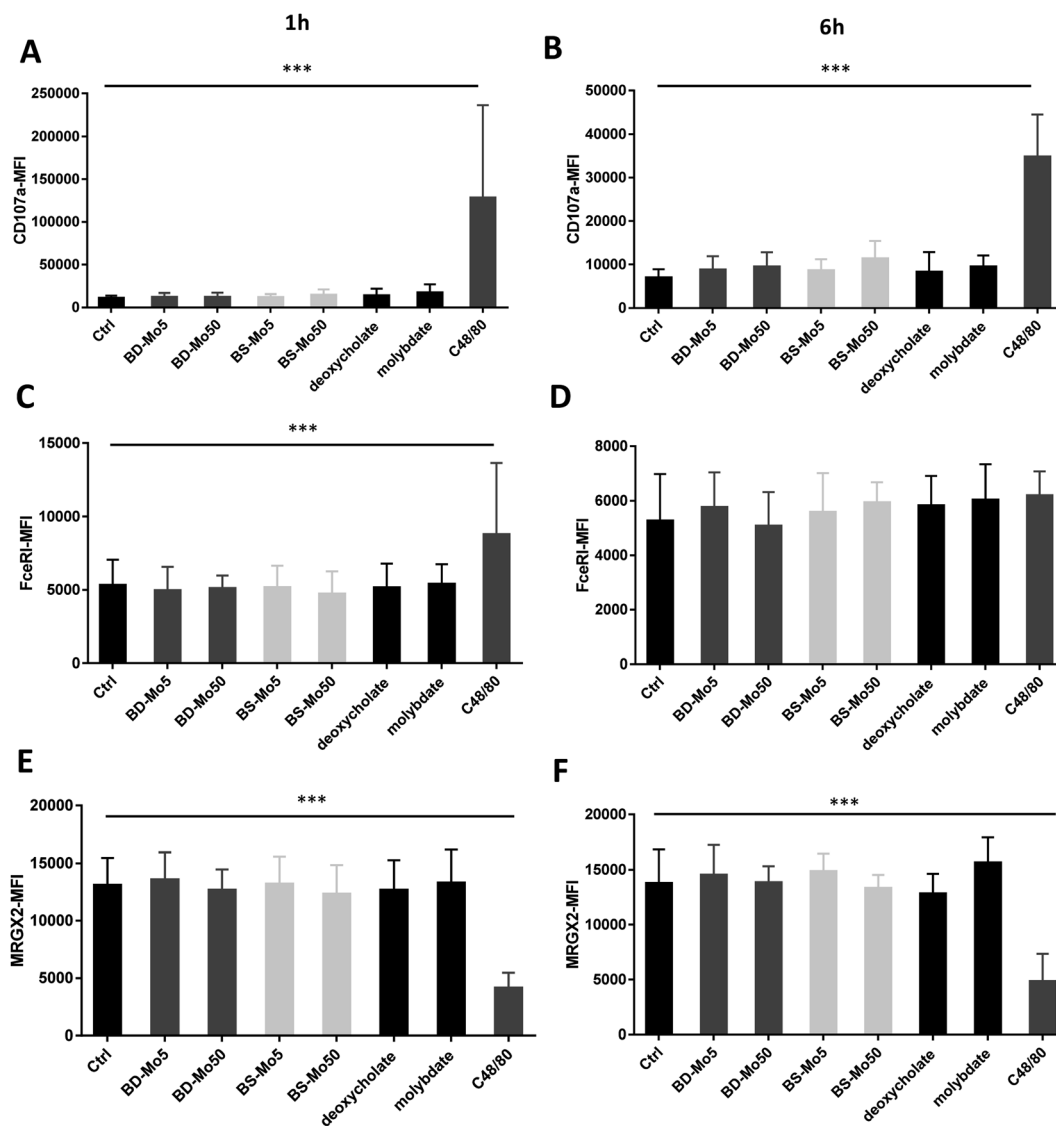 1h
6h
A
***
CD107a-MFI
250000
200000
150000
100000
50000
0
Ctrl
BD-Mo5
BD-Mo50
BS-Mo5
BS-Mo50
deoxycholate
molybdate
C48/80
B
***
CD107a-MFI
50000
40000
30000
20000
10000
0
Ctrl
BD-Mo5
BD-Mo50
BS-Mo5
BS-Mo50
deoxycholate
molybdate
C48/80
C
***
FceRI-MFI
15000
10000
5000
0
Ctrl
BD-Mo5
BD-Mo50
BS-Mo5
BS-Mo50
deoxycholate
molybdate
C48/80
D
FceRI-MFI
8000
6000
4000
2000
0
Ctrl
BD-Mo5
BD-Mo50
BS-Mo5
BS-Mo50
deoxycholate
molybdate
C48/80
E
***
MRGX2-MFI
20000
15000
10000
5000
0
Ctrl
BD-Mo5
BD-Mo50
BS-Mo5
BS-Mo50
deoxycholate
molybdate
C48/80
F
***
MRGX2-MFI
20000
15000
10000
5000
0
Ctrl
BD-Mo5
BD-Mo50
BS-Mo5
BS-Mo50
deoxycholate
molybdate
C48/80